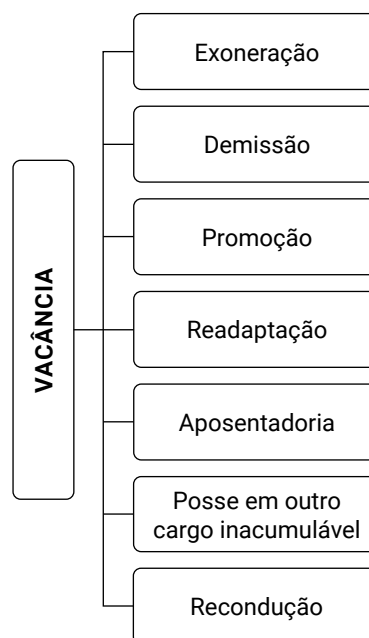 VACÂNCIA
Exoneração
Demissão
Promoção
Readaptação
Aposentadoria
Posse em outro
cargo inacumulável
Recondução